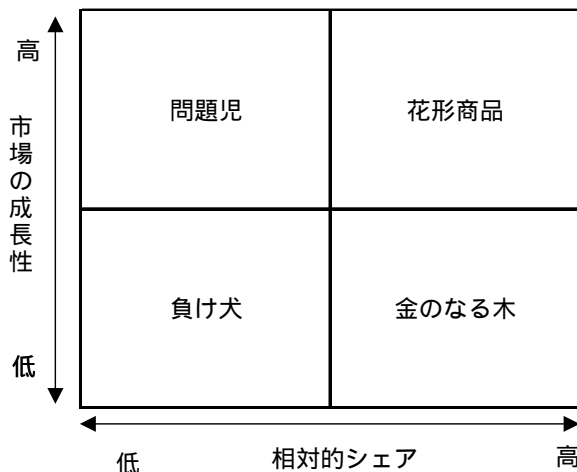 高
問題児
花形商品
市場の成長性
負け犬
金のなる木
低
低
相対的シェア
高